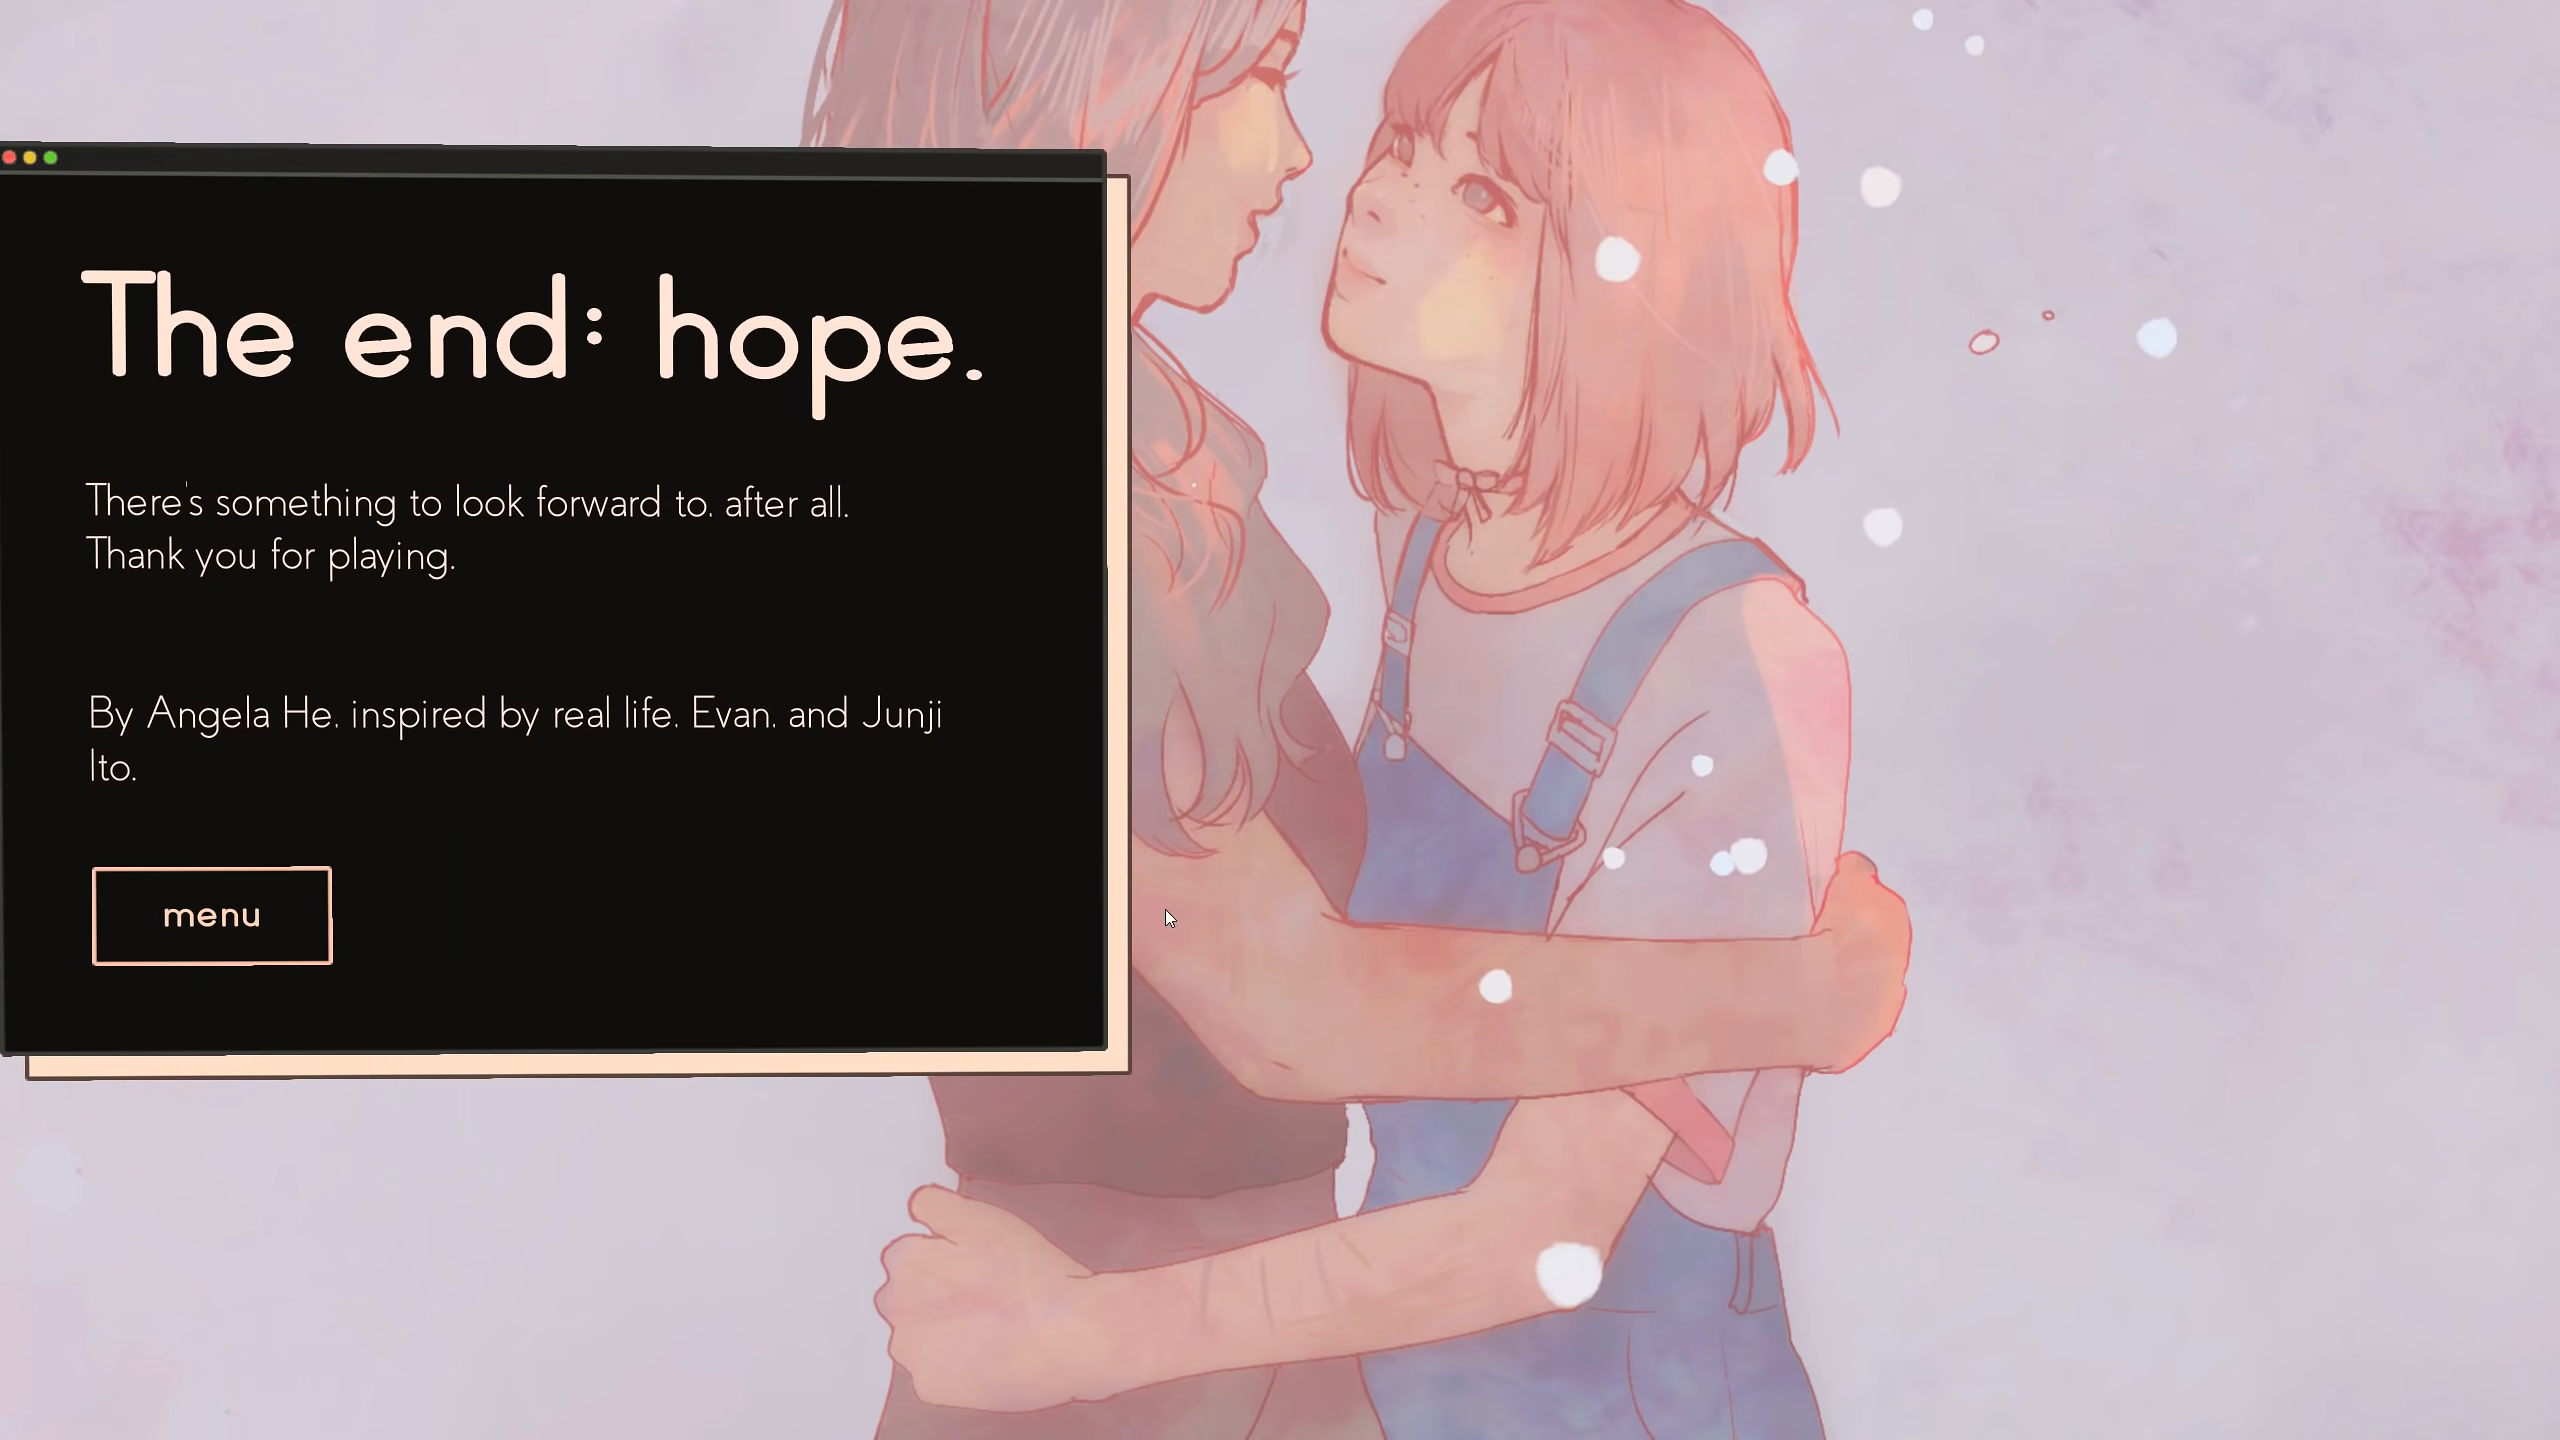 The end: hope.
There's something to look forward to. after all.
Thank you for playing.
By Angela He. inspired by real life. Evan. and Junji
Ito.
menu